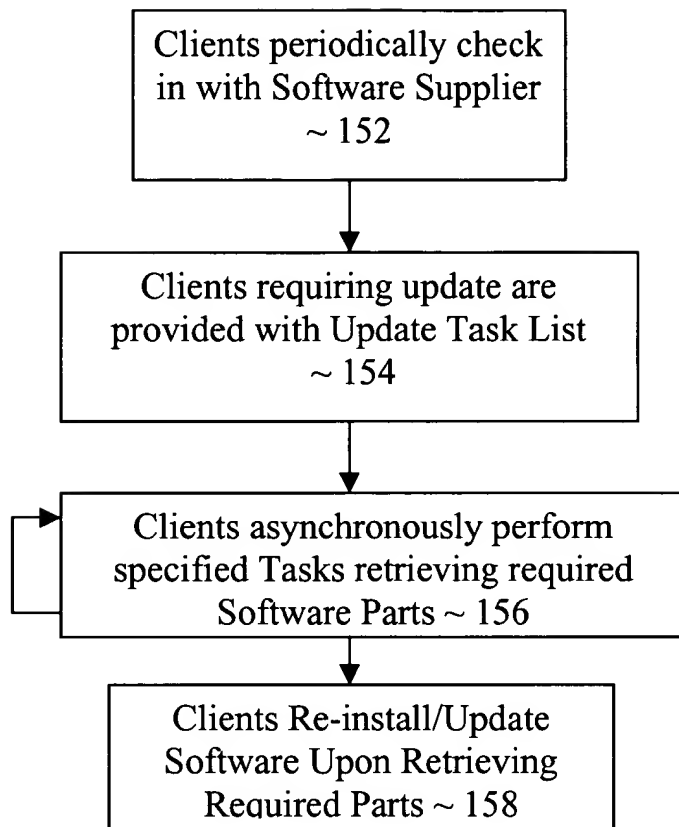 Clients periodically check
in with Software Supplier
~ 152
Clients requiring update are
provided with Update Task List
~ 154
Clients asynchronously perform
specified Tasks retrieving required
Software Parts ~ 156
Clients Re-install/Update
Software Upon Retrieving
Required Parts ~ 158